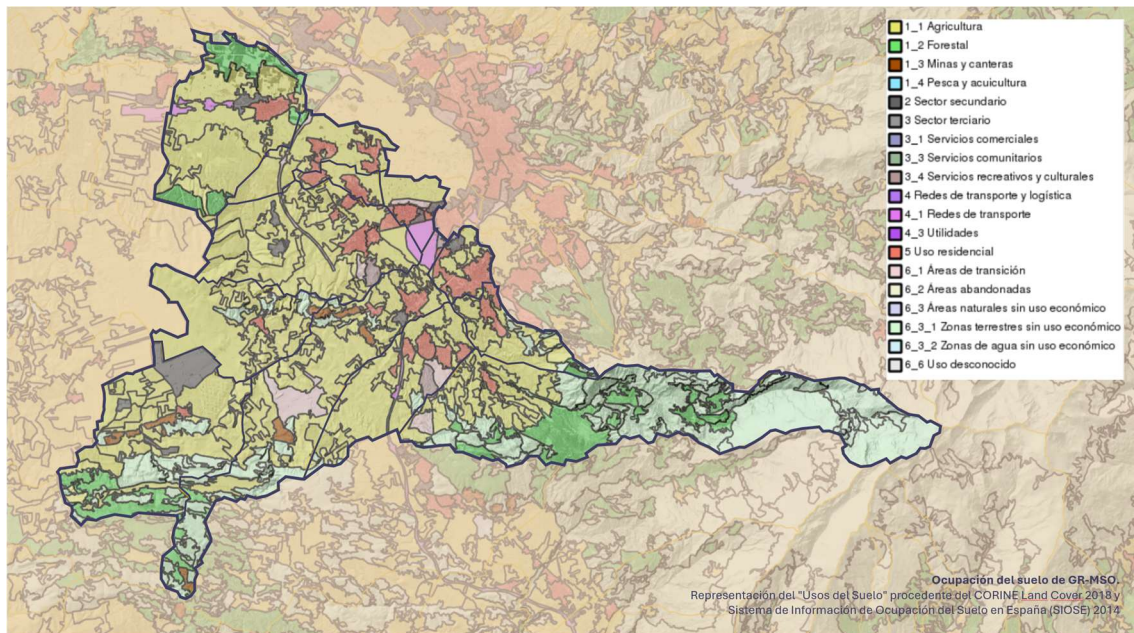 1_1 Agricultura
1_2 Forestal
1_3 Minas y canteras
1_4 Pesca y acuicultura
2 Sector secundario
3 Sector terciario
3_1 Servicios comerciales
3_3 Servicios comunitarios
3_4 Servicios recreativos y culturales
4 Redes de transporte y logística
4_1 Redes de transporte
4_3 Utilidades
5 Uso residencial
6_1 Áreas de transición
6_2 Áreas abandonadas
6_3 Áreas naturales sin uso económico
6_3_1 Zonas terrestres sin uso económico
6_3_2 Zonas de agua sin uso económico
6_6 Uso desconocido
Ocupación del suelo de GR-MSO.
Representación del "Usos del Suelo" procedente del CORINE Land Cover 2018 y
Sistema de Información de Ocupación del Suelo en España (SIOSE) 2014